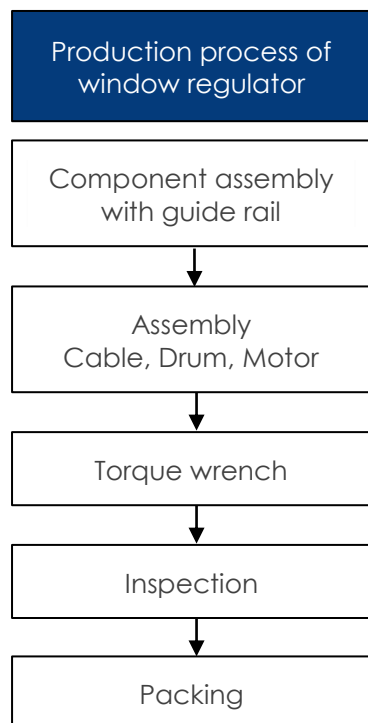 Production process of
window regulator
Component assembly
with guide rail
Assembly
Cable, Drum, Motor
Torque wrench
Inspection
Packing